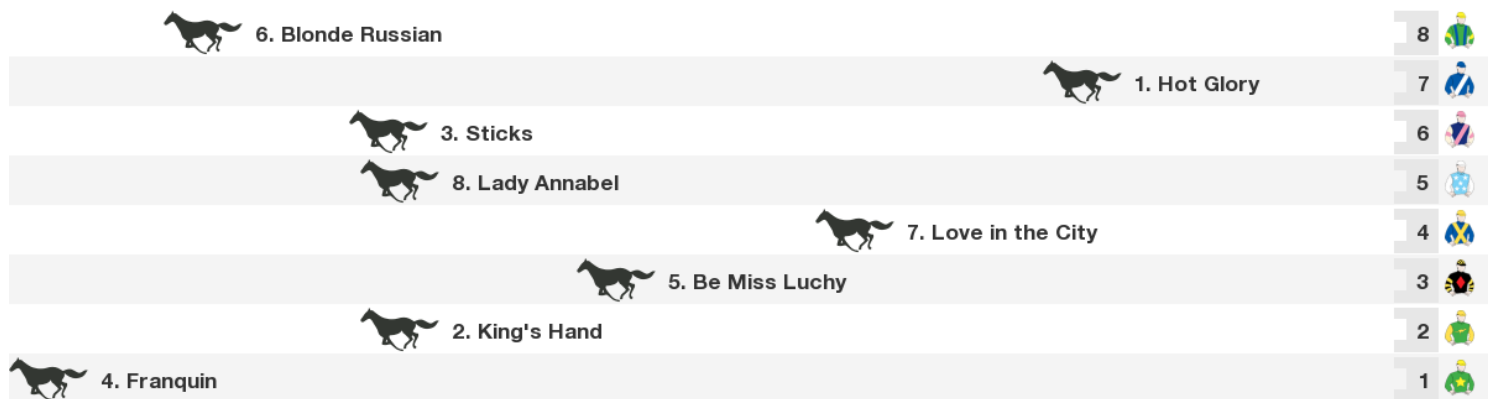 6. Blonde Russian 8
1. Hot Glory 7
3. Sticks 6
8. Lady Annabel 5
7. Love in the City 4
5. Be Miss Luchy 3
2. King's Hand 2
4. Franquin 1